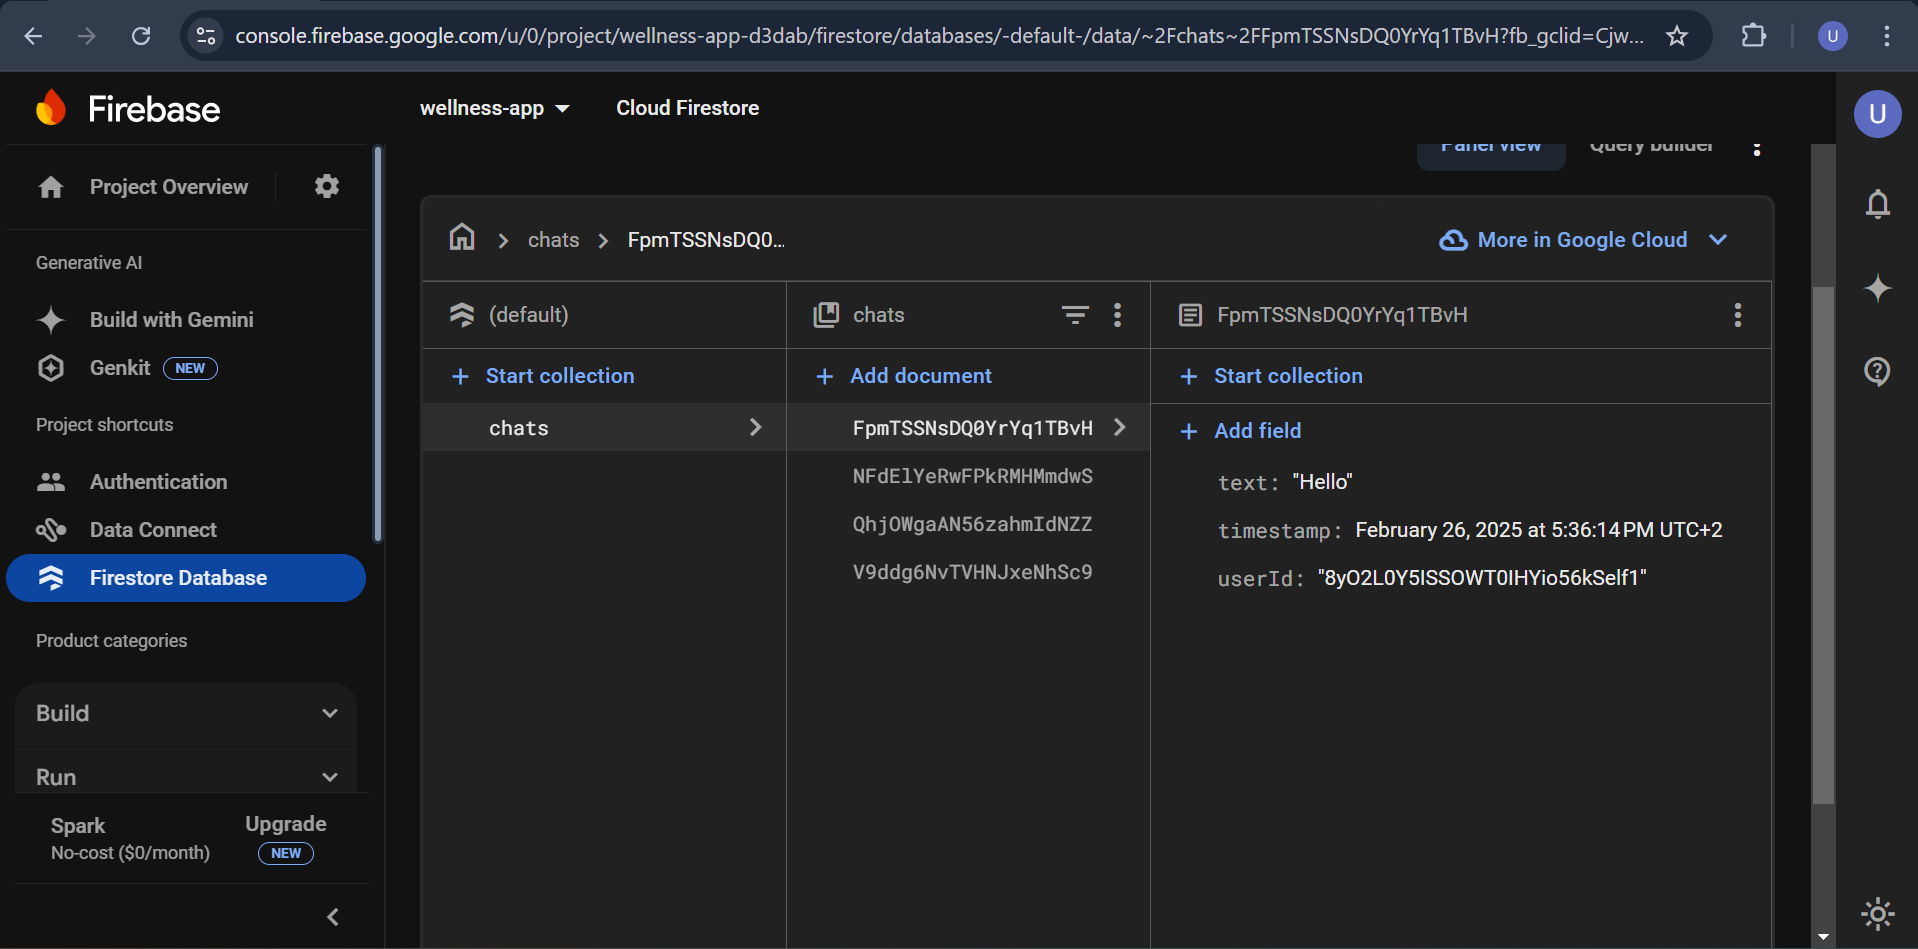 console.firebase.google.com/u/0/project/wellness-app-d3dab/firestore/databases/-default-/data/~2Fchats~2FFpmTSSNsDQ0YrYq1TBvH?fb_gclid=Cjw...
U
Firebase
wellness-app
Cloud Firestore
U
Project Overview
Generative AI
Build with Gemini
Genkit NEW
Project shortcuts
Authentication
Data Connect
Firestore Database
Product categories
Build
Run
Spark
No-cost ($0/month)
Upgrade
NEW
Panel view
Query builder
chats
FpmTSSNsDQ0...
More in Google Cloud
(default)
Start collection
chats
chats
Add document
FpmTSSNsDQ0YrYq1TBvH
NFdElYeRwFPkRMHMmdwS
QhjOWgaAN56zahmIdNZZ
V9ddg6NvTVHNJxeNhSc9
FpmTSSNsDQ0YrYq1TBvH
Start collection
Add field
text: "Hello"
timestamp: February 26, 2025 at 5:36:14 PM UTC+2
userId: "8yO2L0Y5ISSOWT0IHYio56kSelf1"